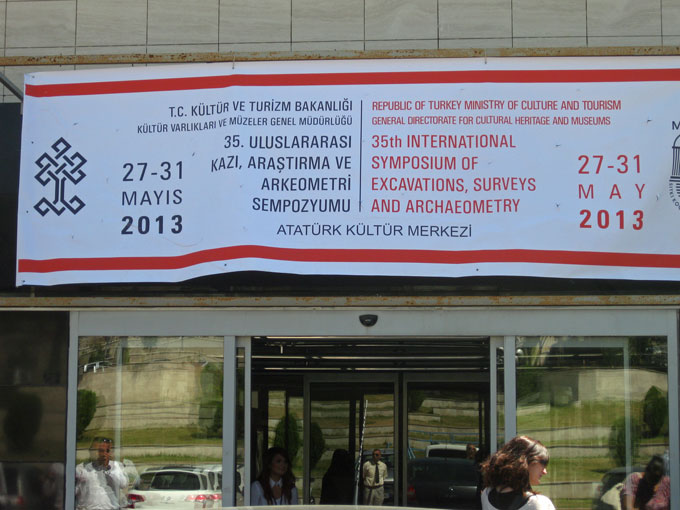 T.C. KÜLTÜR VE TURİZM BAKANLIĞI
KÜLTÜR VARLIKLARI VE MÜZELER GENEL MÜDÜRLÜĞÜ
27-31
MAYIS
2013
35. ULUSLARARASI
KAZI, ARAŞTIRMA VE
ARKEOMETRİ
SEMPOZYUMU
REPUBLIC OF TURKEY MINISTRY OF CULTURE AND TOURISM
GENERAL DIRECTORATE FOR CULTURAL HERITAGE AND MUSEUMS
35th INTERNATIONAL
SYMPOSIUM OF
EXCAVATIONS, SURVEYS
AND ARCHAEOMETRY
27-31
MAY
2013
ATATÜRK KÜLTÜR MERKEZİ